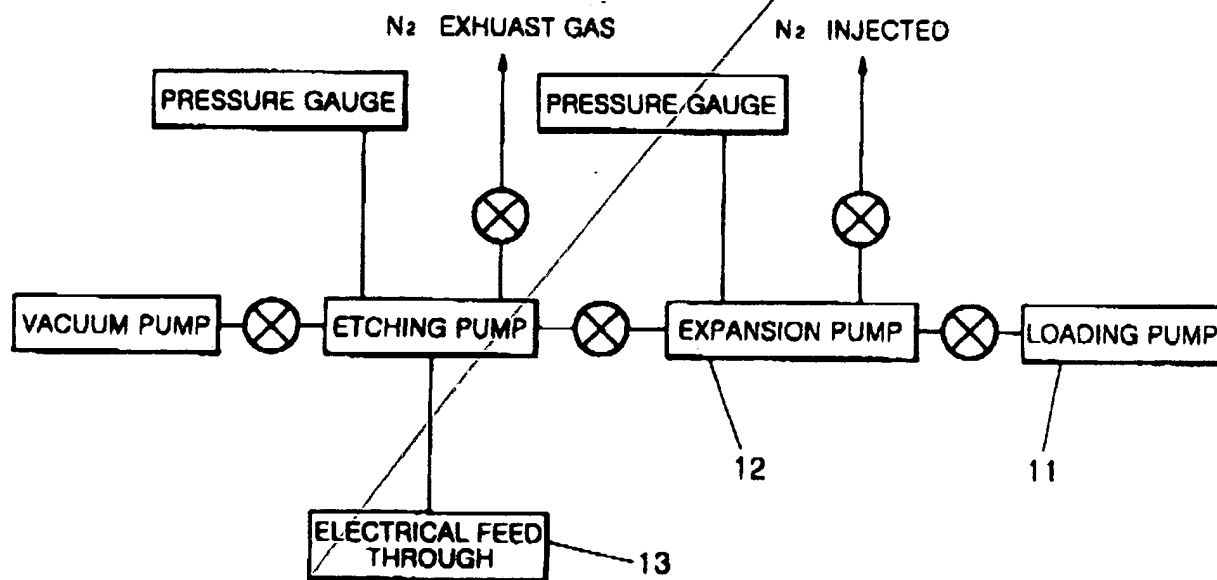 N2 EXHUAST GAS
N2 INJECTED
PRESSURE GAUGE
PRESSURE GAUGE
VACUUM PUMP
ETCHING PUMP
EXPANSION PUMP
LOADING PUMP
12
11
ELECTRICAL FEED
THROUGH
13